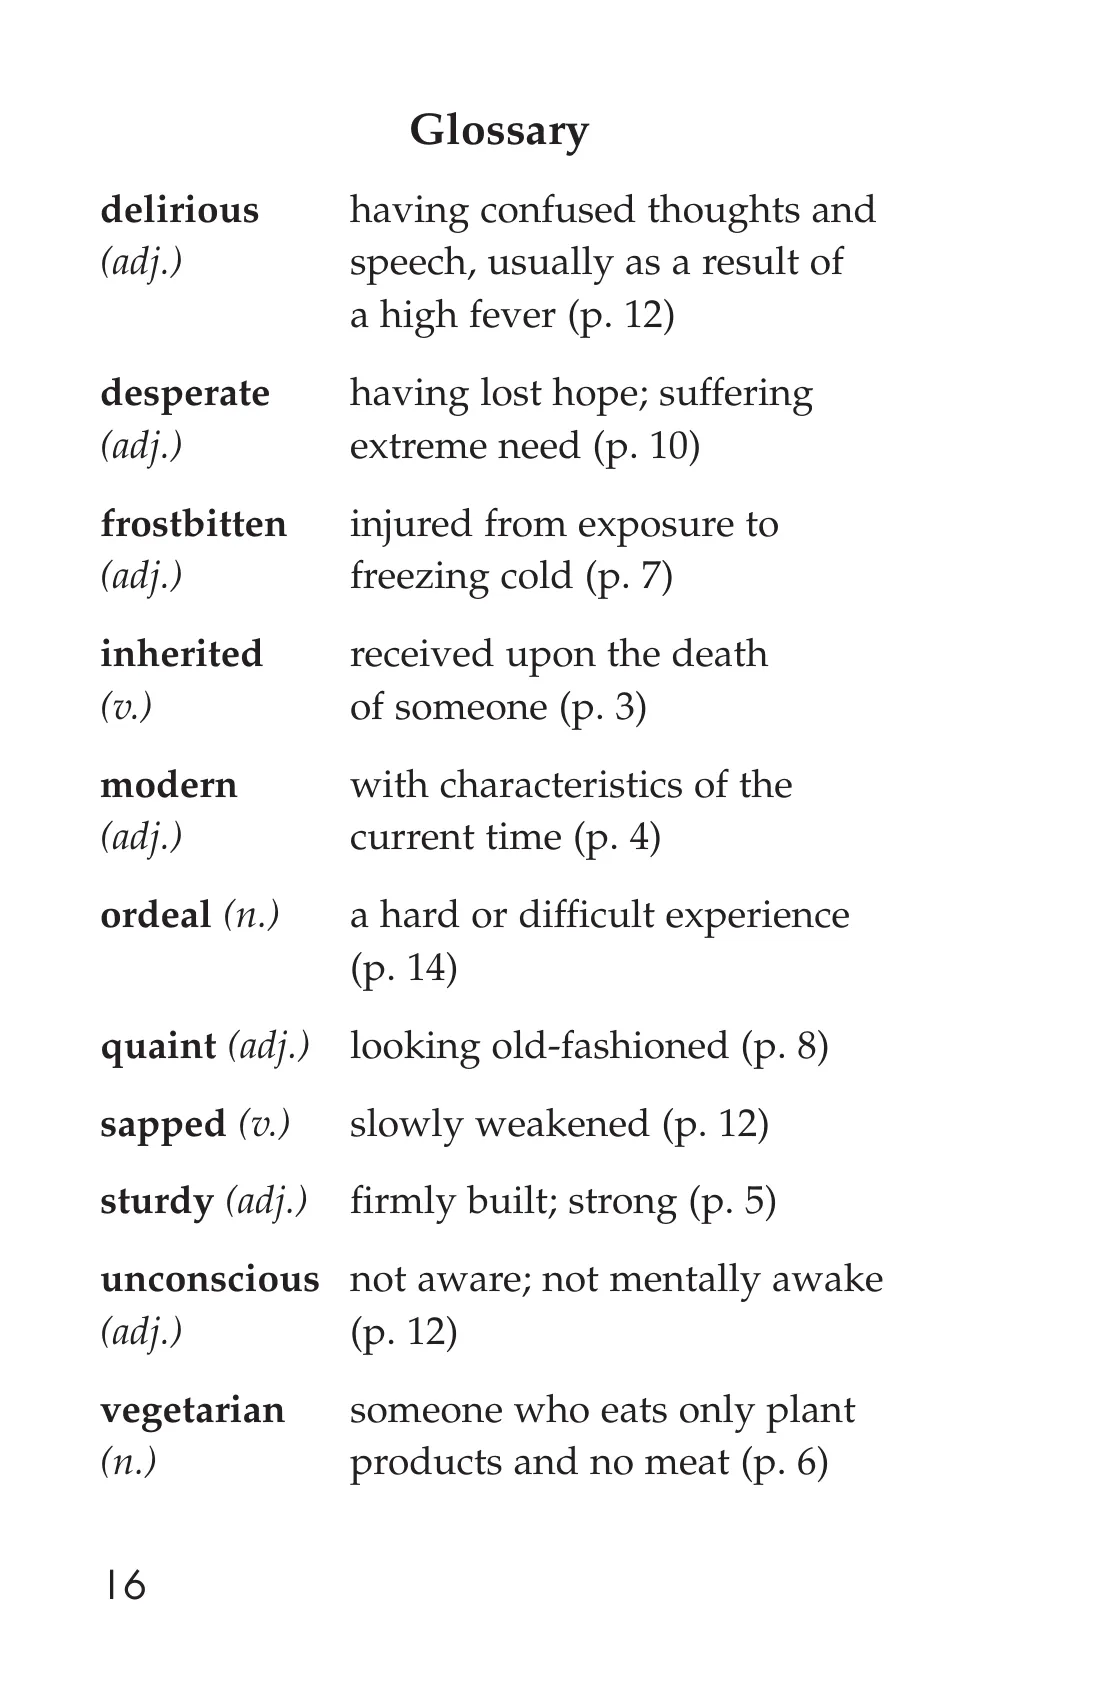 Glossary
delirious having confused thoughts and
(adj.) speech, usually as a result of
a high fever (p. 12)
desperate having lost hope; suffering
(adj.) extreme need (p. 10)
frostbitten injured from exposure to
(adj.) freezing cold (p. 7)
inherited received upon the death
(v.) of someone (p. 3)
modern with characteristics of the
(adj.) current time (p. 4)
ordeal (n.) a hard or difficult experience
(p. 14)
quaint (adj.) looking old-fashioned (p. 8)
sapped (v.) slowly weakened (p. 12)
sturdy (adj.) firmly built; strong (p. 5)
unconscious not aware; not mentally awake
(adj.) (p. 12)
vegetarian someone who eats only plant
(n.) products and no meat (p. 6)
16